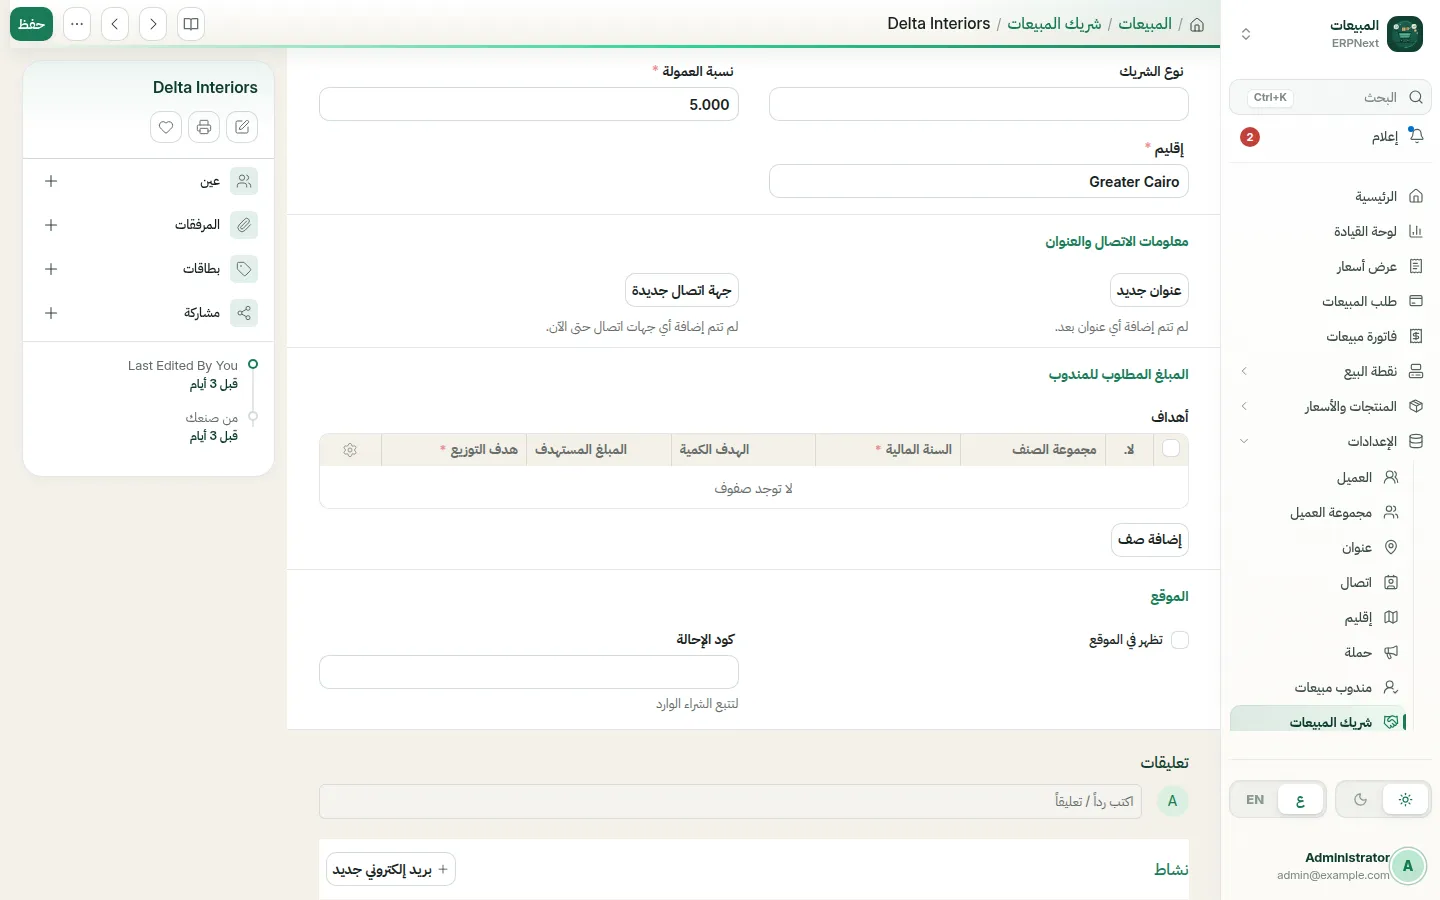 المبيعات
ERPNext
البحث
Ctrl+K
إعلام
2
الرئيسية
لوحة القيادة
عرض أسعار
طلب المبيعات
فاتورة مبيعات
نقطة البيع
المنتجات والأسعار
الإعدادات
العميل
مجموعة العميل
عنوان
اتصال
إقليم
حملة
مندوب مبيعات
شريك المبيعات
ع
EN
Administrator
admin@example.com
A
المبيعات / شريك المبيعات / Delta Interiors
حفظ
نوع الشريك
نسبة العمولة *
5.000
إقليم *
Greater Cairo
معلومات الاتصال والعنوان
عنوان جديد
جهة اتصال جديدة
لم تتم إضافة أي عنوان بعد.
لم تتم إضافة أي جهات اتصال حتى الآن.
المبلغ المطلوب للمندوب
أهداف
لا.
مجموعة الصنف
السنة المالية *
الهدف الكمية
المبلغ المستهدف
هدف التوزيع *
لا توجد صفوف
إضافة صف
الموقع
تظهر في الموقع
كود الإحالة
لتتبع الشراء الوارد
تعليقات
A
اكتب رداً / تعليقاً
نشاط
بريد إلكتروني جديد +
Delta Interiors
عين
المرفقات
بطاقات
مشاركة
Last Edited By You
قبل 3 أيام
من صنعك
قبل 3 أيام